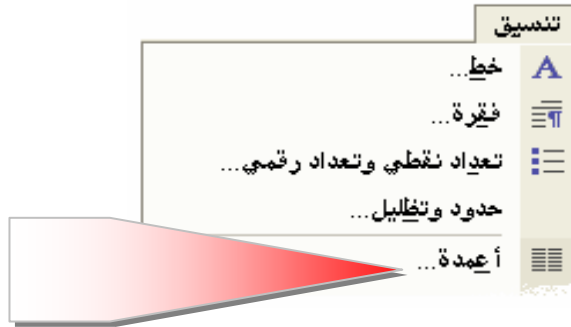 تنسيق
خط...
فقرة...
تعداد نقطي وتعداد رقمي...
حدود وتظليل...
أعمدة...